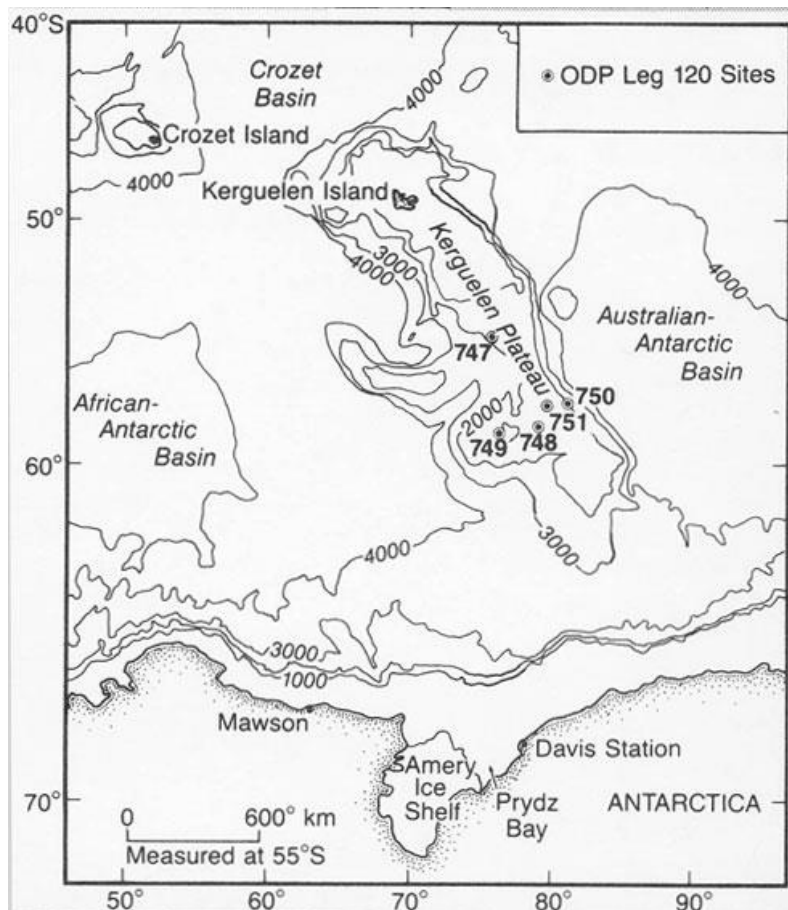 40°S
Crozet
Basin
4000
ODP Leg 120 Sites
Crozet Island
4000
Kerguelen Island
50°
3000
4000
Kerguelen Plateau
4000
Australian-
Antarctic
Basin
747
African-
Antarctic
Basin
2000
750
751
749
748
60°
3000
4000
3000
1000
Mawson
Davis Station
Amery
Ice
Shelf
Prydz
Bay
ANTARCTICA
70°
0
600° km
Measured at 55°S
50°
60°
70°
80°
90°